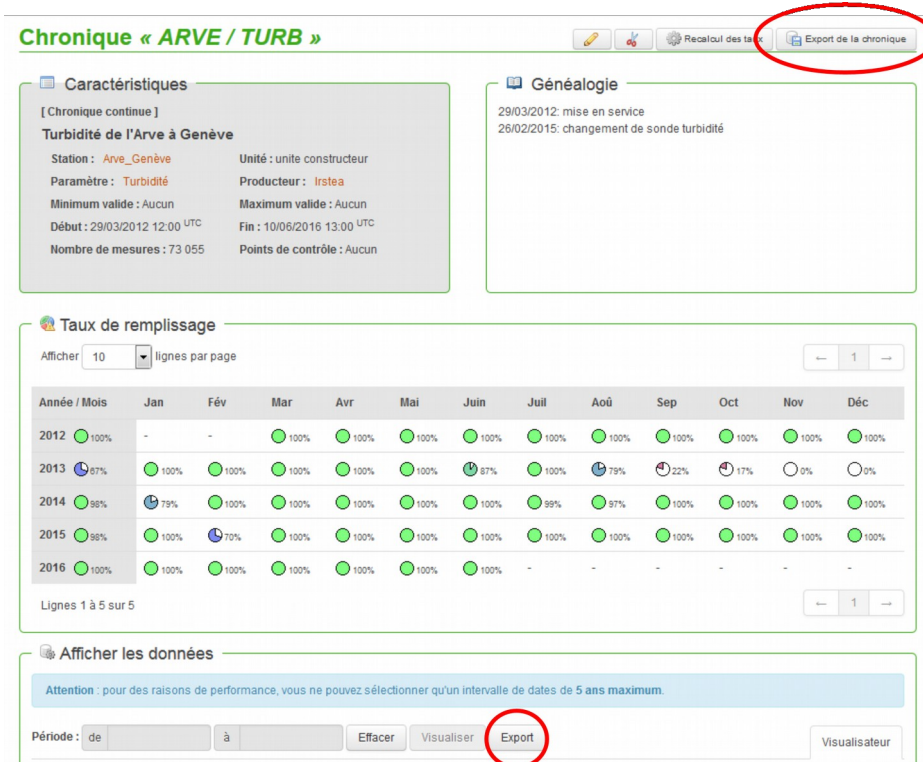 Chronique « ARVE / TURB »
Recalcul des taux
Export de la chronique
Caractéristiques
[ Chronique continue ]
Turbidité de l'Arve à Genève
Station : Arve_Genève Unité : unite constructeur
Paramètre : Turbidité Producteur : Irstea
Minimum valide : Aucun Maximum valide : Aucun
Début : 29/03/2012 12:00 UTC Fin : 10/06/2016 13:00 UTC
Nombre de mesures : 73 055 Points de contrôle : Aucun
Généalogie
29/03/2012: mise en service
26/02/2015: changement de sonde turbidité
Taux de remplissage
Afficher 10 lignes par page ← 1 →
Année / Mois Jan Fév Mar Avr Mai Juin Juil Aoû Sep Oct Nov Déc
2012 100% - - 100% 100% 100% 100% 100% 100% 100% 100% 100% 100%
2013 67% 100% 100% 100% 100% 100% 87% 100% 79% 22% 17% 0% 0%
2014 98% 79% 100% 100% 100% 100% 100% 99% 97% 100% 100% 100% 100%
2015 98% 100% 70% 100% 100% 100% 100% 100% 100% 100% 100% 100% 100%
2016 100% 100% 100% 100% 100% 100% 100% - - - - - -
Lignes 1 à 5 sur 5 ← 1 →
Afficher les données
Attention : pour des raisons de performance, vous ne pouvez sélectionner qu'un intervalle de dates de 5 ans maximum.
Période : de à Effacer Visualiser Export
Visualisateur